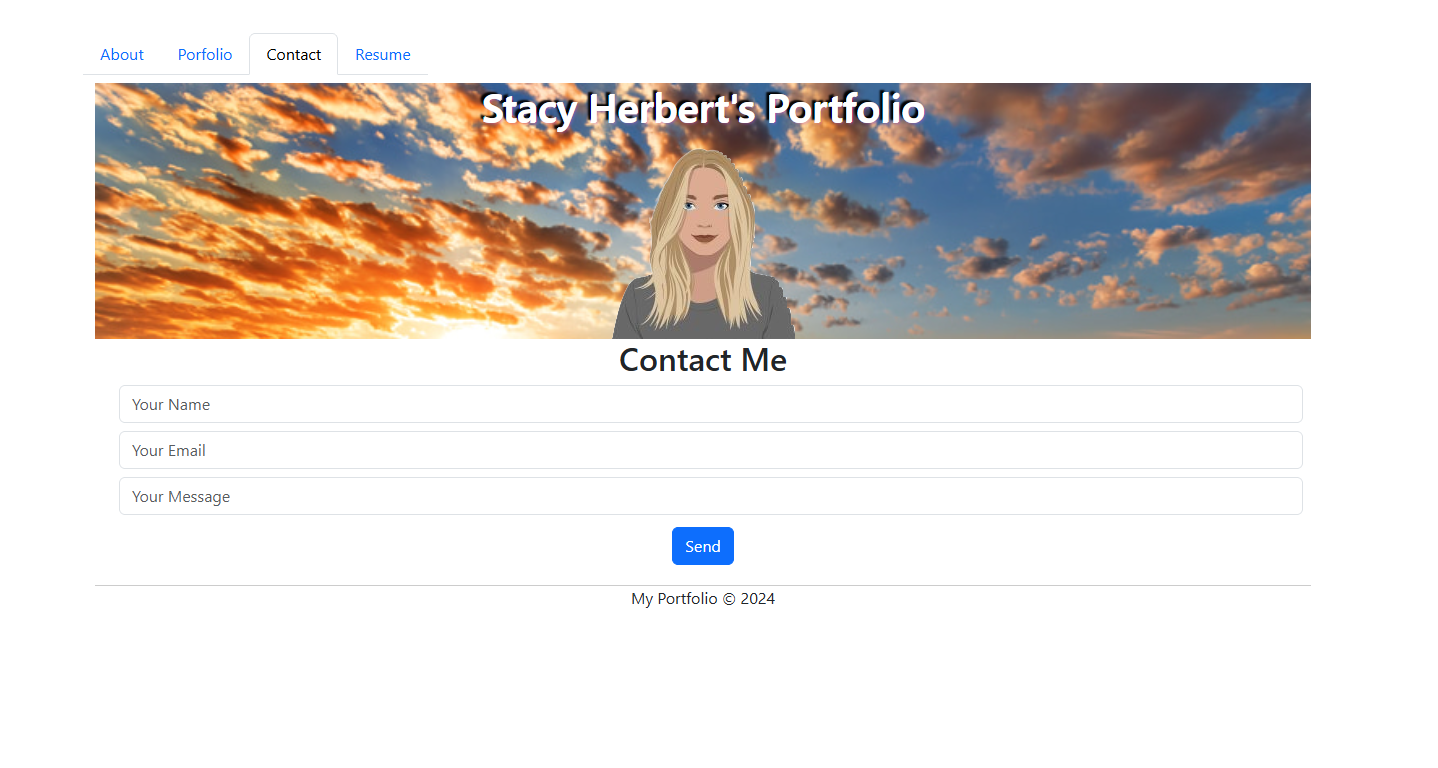 About Porfolio Contact Resume
Stacy Herbert's Portfolio
Contact Me
Your Name
Your Email
Your Message
Send
My Portfolio © 2024